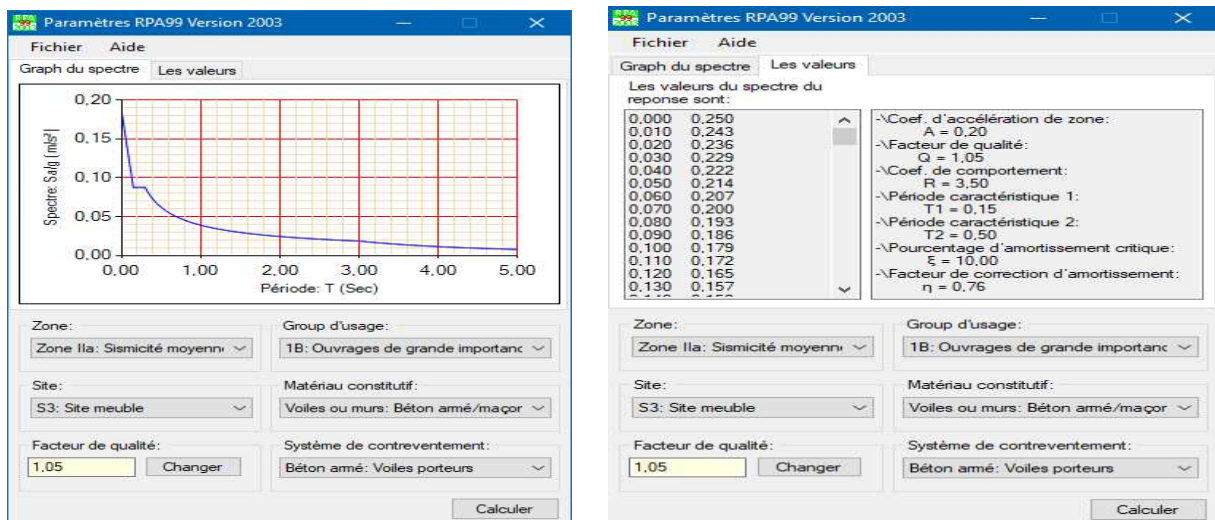 Paramètres RPA99 Version 2003
Fichier Aide
Graph du spectre Les valeurs
Spectre: Sa/g [m/s²]
0,20
0,15
0,10
0,05
0,00
0,00 1,00 2,00 3,00 4,00 5,00
Période: T (Sec)
Zone: Group d'usage:
Zone IIa: Sismicité moyenn 1B: Ouvrages de grande importanc
Site: Matériau constitutif:
S3: Site meuble Voiles ou murs: Béton armé/maçor
Facteur de qualité: Système de contreventement:
1,05 Changer Béton armé: Voiles porteurs
Calculer
Paramètres RPA99 Version 2003
Fichier Aide
Graph du spectre Les valeurs
Les valeurs du spectre du
reponse sont:
0,000 0,250
0,010 0,243
0,020 0,236
0,030 0,229
0,040 0,222
0,050 0,214
0,060 0,207
0,070 0,200
0,080 0,193
0,090 0,186
0,100 0,179
0,110 0,172
0,120 0,165
0,130 0,157
-\Coef. d'accélération de zone:
A = 0,20
-\Facteur de qualité:
Q = 1,05
-\Coef. de comportement:
R = 3,50
-\Période caractéristique 1:
T1 = 0,15
-\Période caractéristique 2:
T2 = 0,50
-\Pourcentage d'amortissement critique:
ξ = 10,00
-\Facteur de correction d'amortissement:
η = 0,76
Zone: Group d'usage:
Zone IIa: Sismicité moyenn 1B: Ouvrages de grande importanc
Site: Matériau constitutif:
S3: Site meuble Voiles ou murs: Béton armé/maçor
Facteur de qualité: Système de contreventement:
1,05 Changer Béton armé: Voiles porteurs
Calculer